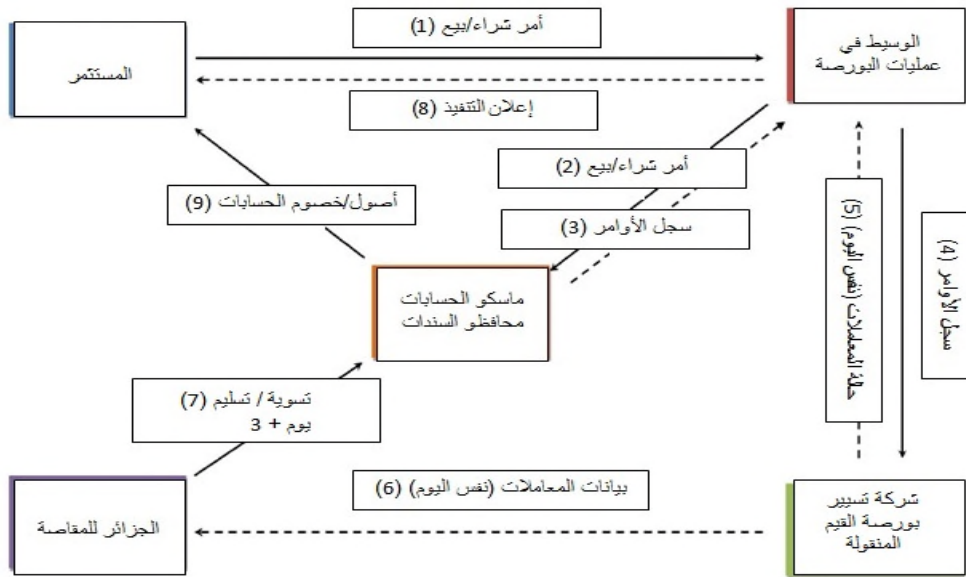 أمر شراء/بيع (1)
الوسيط في
عمليات البورصة
المستثمر
إعلان التنفيذ (8)
أمر شراء/بيع (2)
أصول/خصوم الحسابات (9)
سجل الأوامر (3)
حالة المعاملات (نفس اليوم) (5)
سجل الأوامر (4)
ماسكو الحسابات
محافظو السندات
تسوية / تسليم (7)
يوم + 3
بيانات المعاملات (نفس اليوم) (6)
الجزائر للمقاصة
شركة تسيير
بورصة القيم
المنقولة